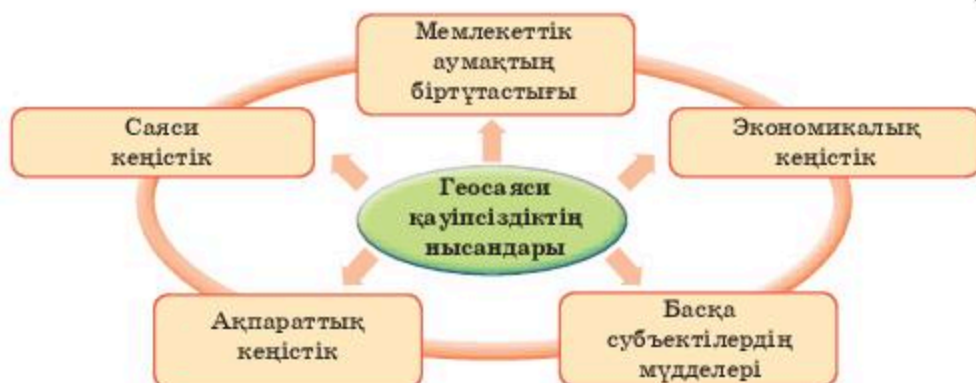 Мемлекеттік
аумақтың
біртұтастығы
Саяси
кеңістік
Экономикалық
кеңістік
Геосаяси
қауіпсіздіктің
нысандары
Ақпараттық
кеңістік
Басқа
субъектілердің
мүдделері